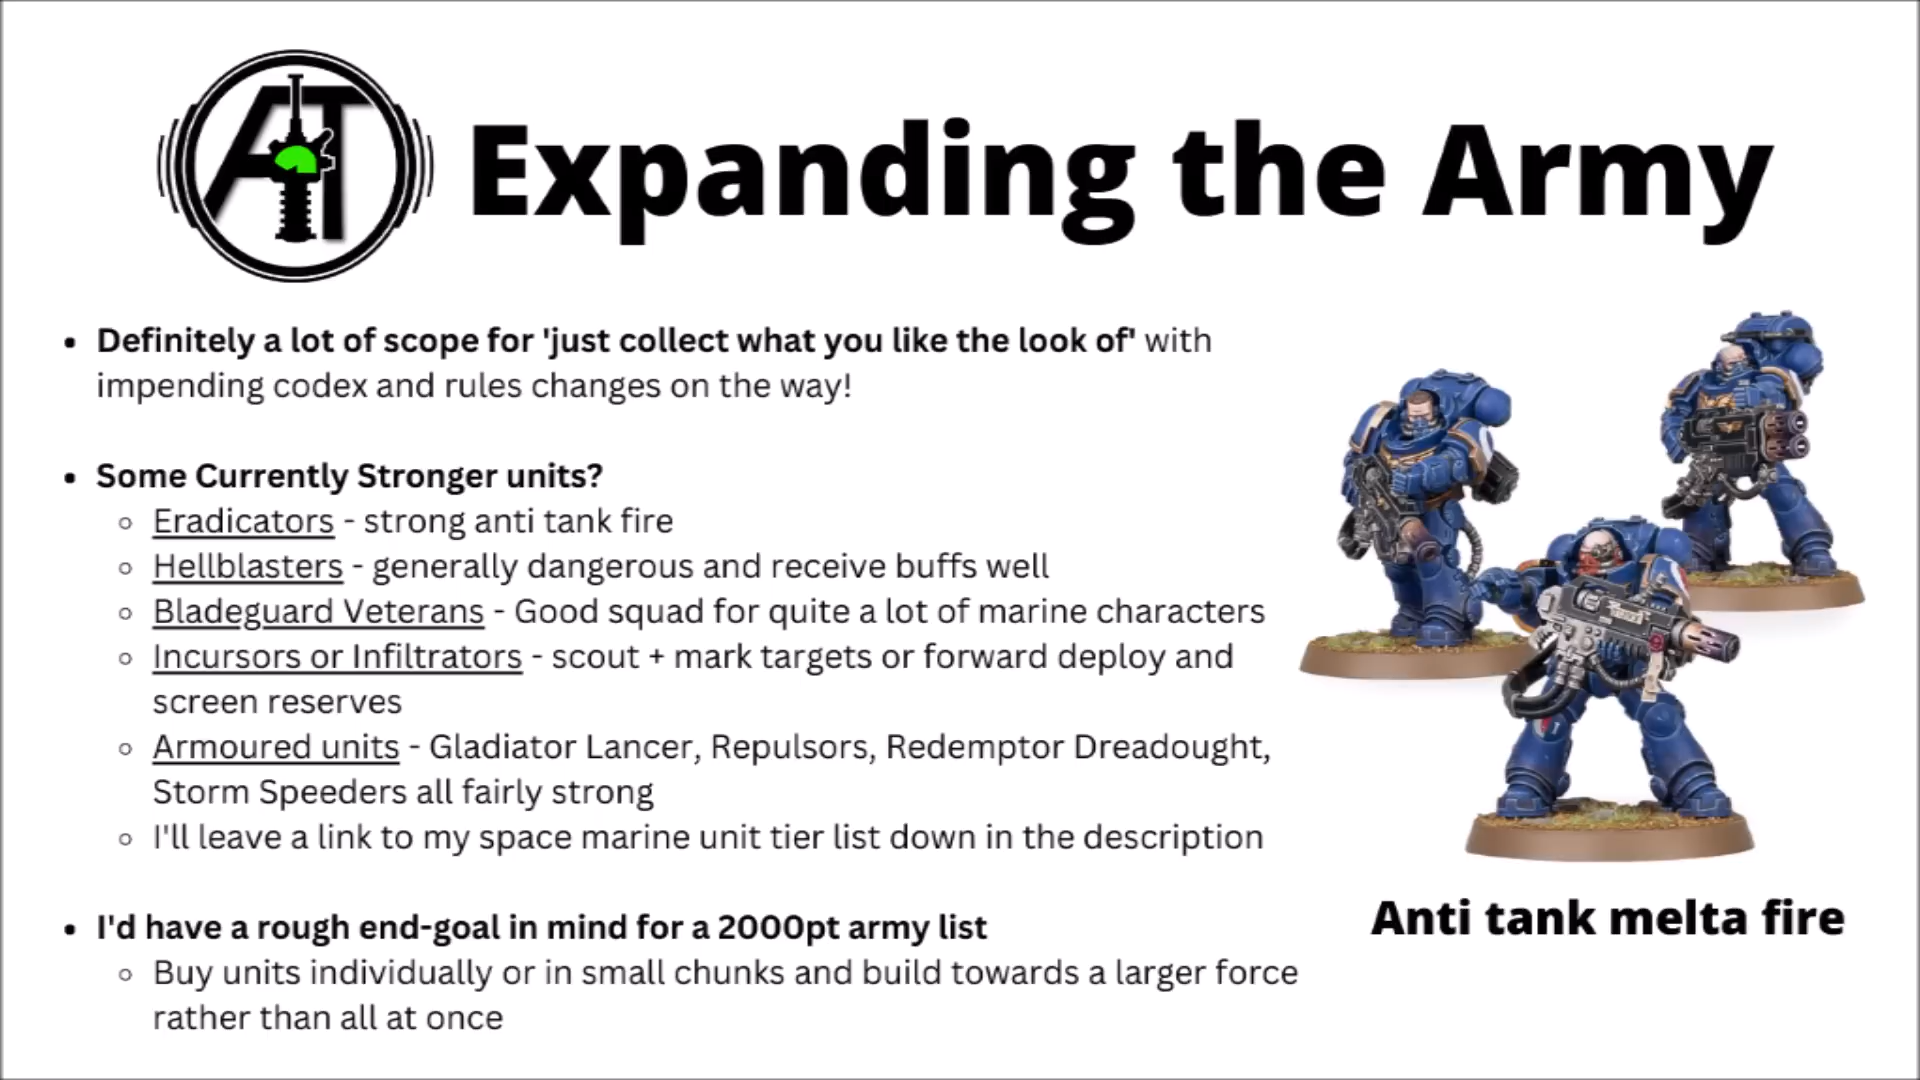 AT
Expanding the Army
• Definitely a lot of scope for 'just collect what you like the look of' with
impending codex and rules changes on the way!
• Some Currently Stronger units?
◦ Eradicators - strong anti tank fire
◦ Hellblasters - generally dangerous and receive buffs well
◦ Bladeguard Veterans - Good squad for quite a lot of marine characters
◦ Incursors or Infiltrators - scout + mark targets or forward deploy and
screen reserves
◦ Armoured units - Gladiator Lancer, Repulsors, Redemptor Dreadought,
Storm Speeders all fairly strong
◦ I'll leave a link to my space marine unit tier list down in the description
• I'd have a rough end-goal in mind for a 2000pt army list
◦ Buy units individually or in small chunks and build towards a larger force
rather than all at once
Anti tank melta fire